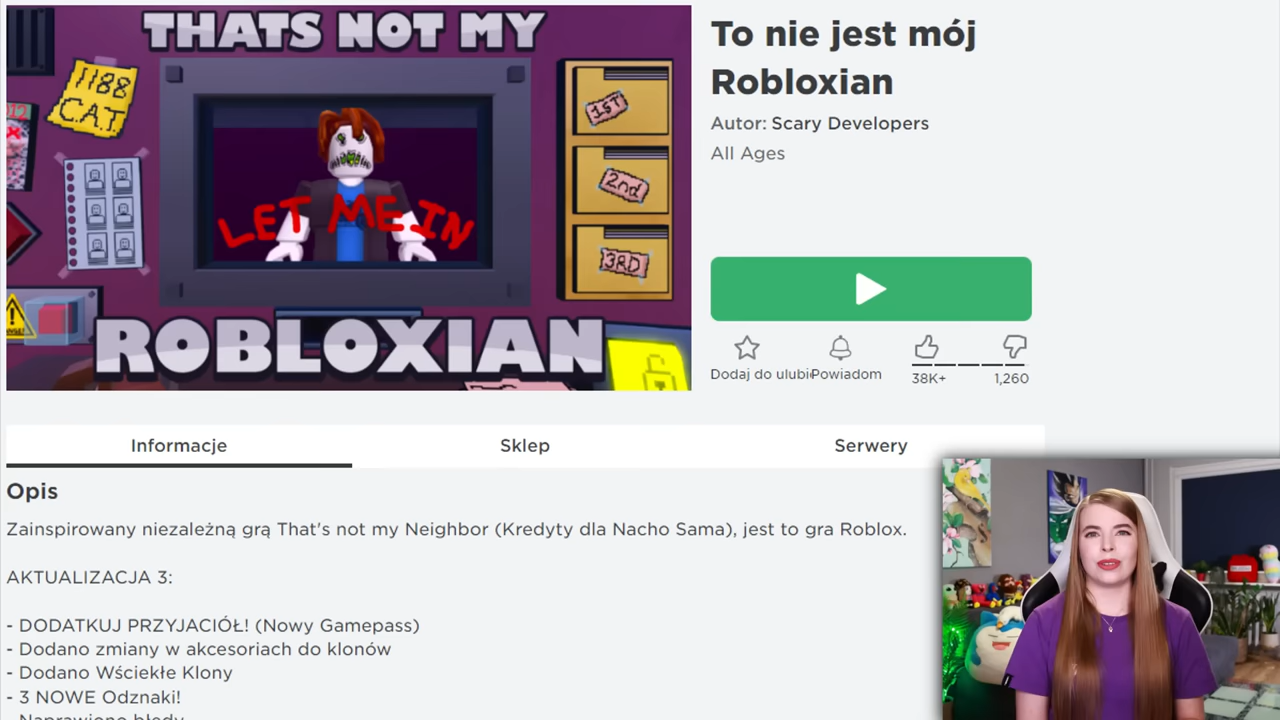 THATS NOT MY
1188
CAT.
LET ME IN
1ST
2nd
3RD
ROBLOXIAN
To nie jest mój
Robloxian
Autor: Scary Developers
All Ages
Dodaj do ulubi
Powiadom
38K+
1,260
Informacje
Sklep
Serwery
Opis
Zainspirowany niezależną grą That's not my Neighbor (Kredyty dla Nacho Sama), jest to gra Roblox.
AKTUALIZACJA 3:
- DODATKUJ PRZYJACIÓŁ! (Nowy Gamepass)
- Dodano zmiany w akcesoriach do klonów
- Dodano Wściekłe Klony
- 3 NOWE Odznaki!
- Naprawiono błędy